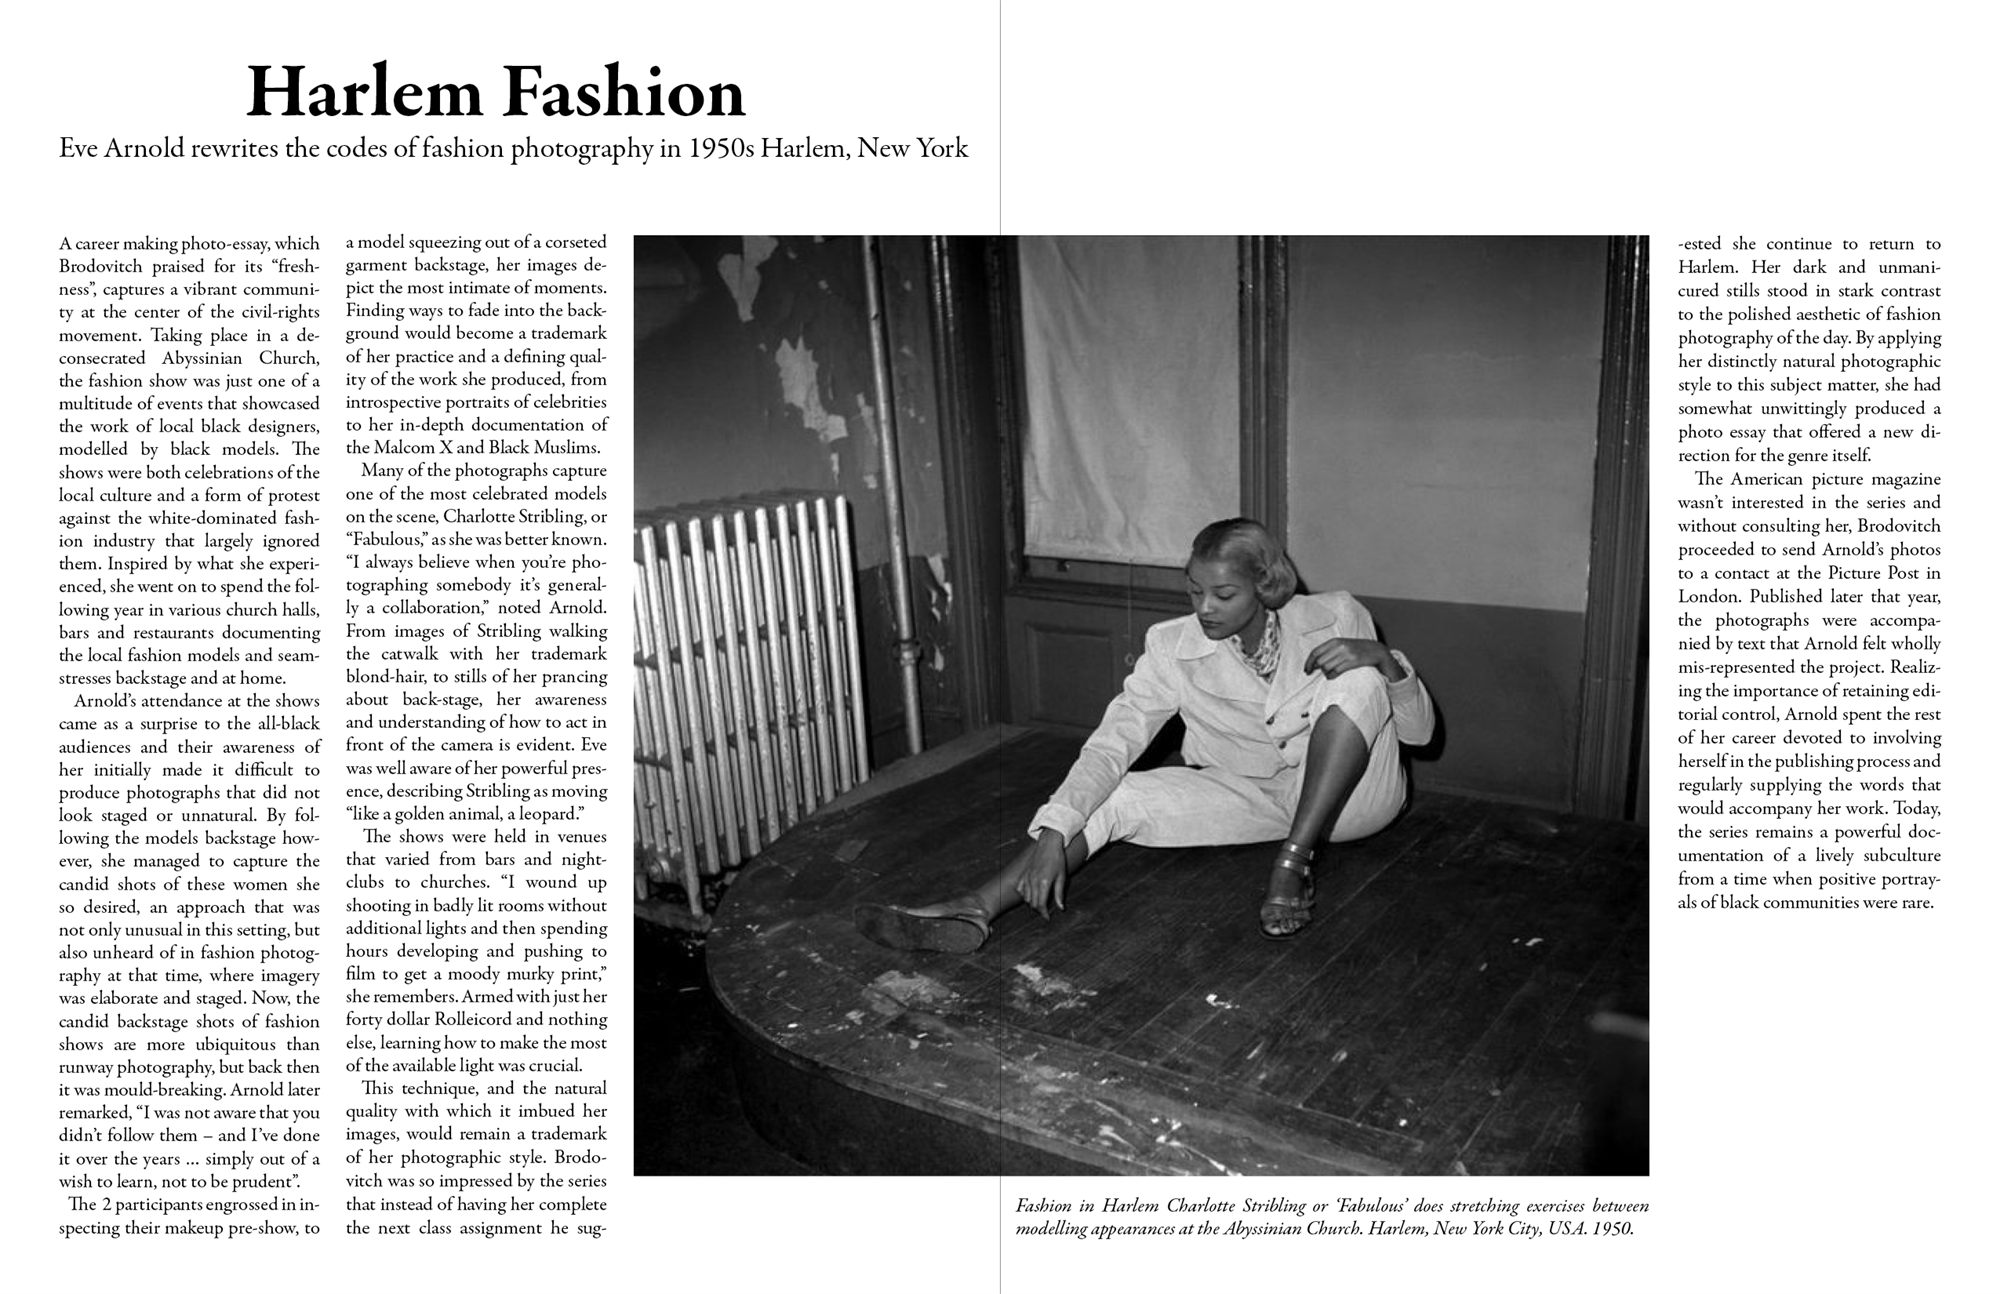 Harlem Fashion
Eve Arnold rewrites the codes of fashion photography in 1950s Harlem, New York
A career making photo-essay, which
Brodovitch praised for its “fresh-
ness”, captures a vibrant communi-
ty at the center of the civil-rights
movement. Taking place in a de-
consecrated Abyssinian Church,
the fashion show was just one of a
multitude of events that showcased
the work of local black designers,
modelled by black models. The
shows were both celebrations of the
local culture and a form of protest
against the white-dominated fash-
ion industry that largely ignored
them. Inspired by what she experi-
enced, she went on to spend the fol-
lowing year in various church halls,
bars and restaurants documenting
the local fashion models and seam-
stresses backstage and at home.
Arnold’s attendance at the shows
came as a surprise to the all-black
audiences and their awareness of
her initially made it difficult to
produce photographs that did not
look staged or unnatural. By fol-
lowing the models backstage how-
ever, she managed to capture the
candid shots of these women she
so desired, an approach that was
not only unusual in this setting, but
also unheard of in fashion photog-
raphy at that time, where imagery
was elaborate and staged. Now, the
candid backstage shots of fashion
shows are more ubiquitous than
runway photography, but back then
it was mould-breaking. Arnold later
remarked, “I was not aware that you
didn’t follow them – and I’ve done
it over the years ... simply out of a
wish to learn, not to be prudent”.
The 2 participants engrossed in in-
specting their makeup pre-show, to
a model squeezing out of a corseted
garment backstage, her images de-
pict the most intimate of moments.
Finding ways to fade into the back-
ground would become a trademark
of her practice and a defining qual-
ity of the work she produced, from
introspective portraits of celebrities
to her in-depth documentation of
the Malcom X and Black Muslims.
Many of the photographs capture
one of the most celebrated models
on the scene, Charlotte Stribling, or
“Fabulous,” as she was better known.
“I always believe when you’re pho-
tographing somebody it’s general-
ly a collaboration,” noted Arnold.
From images of Stribling walking
the catwalk with her trademark
blond-hair, to stills of her prancing
about back-stage, her awareness
and understanding of how to act in
front of the camera is evident. Eve
was well aware of her powerful pres-
ence, describing Stribling as moving
“like a golden animal, a leopard.”
The shows were held in venues
that varied from bars and night-
clubs to churches. “I wound up
shooting in badly lit rooms without
additional lights and then spending
hours developing and pushing to
film to get a moody murky print,”
she remembers. Armed with just her
forty dollar Rolleicord and nothing
else, learning how to make the most
of the available light was crucial.
This technique, and the natural
quality with which it imbued her
images, would remain a trademark
of her photographic style. Brodo-
vitch was so impressed by the series
that instead of having her complete
the next class assignment he sug-
-ested she continue to return to
Harlem. Her dark and unmani-
cured stills stood in stark contrast
to the polished aesthetic of fashion
photography of the day. By applying
her distinctly natural photographic
style to this subject matter, she had
somewhat unwittingly produced a
photo essay that offered a new di-
rection for the genre itself.
The American picture magazine
wasn’t interested in the series and
without consulting her, Brodovitch
proceeded to send Arnold’s photos
to a contact at the Picture Post in
London. Published later that year,
the photographs were accompa-
nied by text that Arnold felt wholly
mis-represented the project. Realiz-
ing the importance of retaining edi-
torial control, Arnold spent the rest
of her career devoted to involving
herself in the publishing process and
regularly supplying the words that
would accompany her work. Today,
the series remains a powerful doc-
umentation of a lively subculture
from a time when positive portray-
als of black communities were rare.
Fashion in Harlem Charlotte Stribling or ‘Fabulous’ does stretching exercises between
modelling appearances at the Abyssinian Church. Harlem, New York City, USA. 1950.